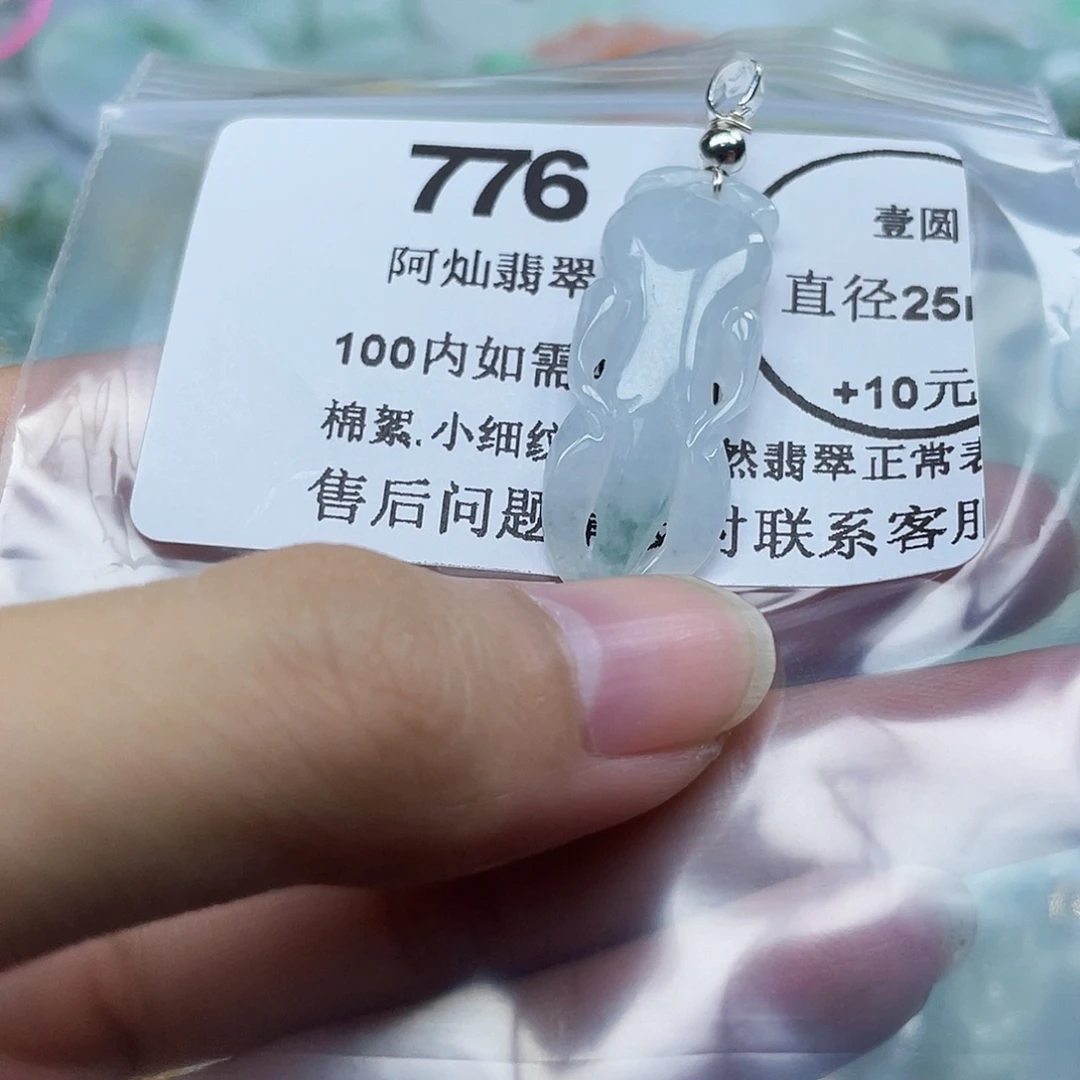 776
阿灿翡翠
壹圆
直径25
100内如需
+10元
棉絮.小细纹
然翡翠正常表
售后问题
时联系客服